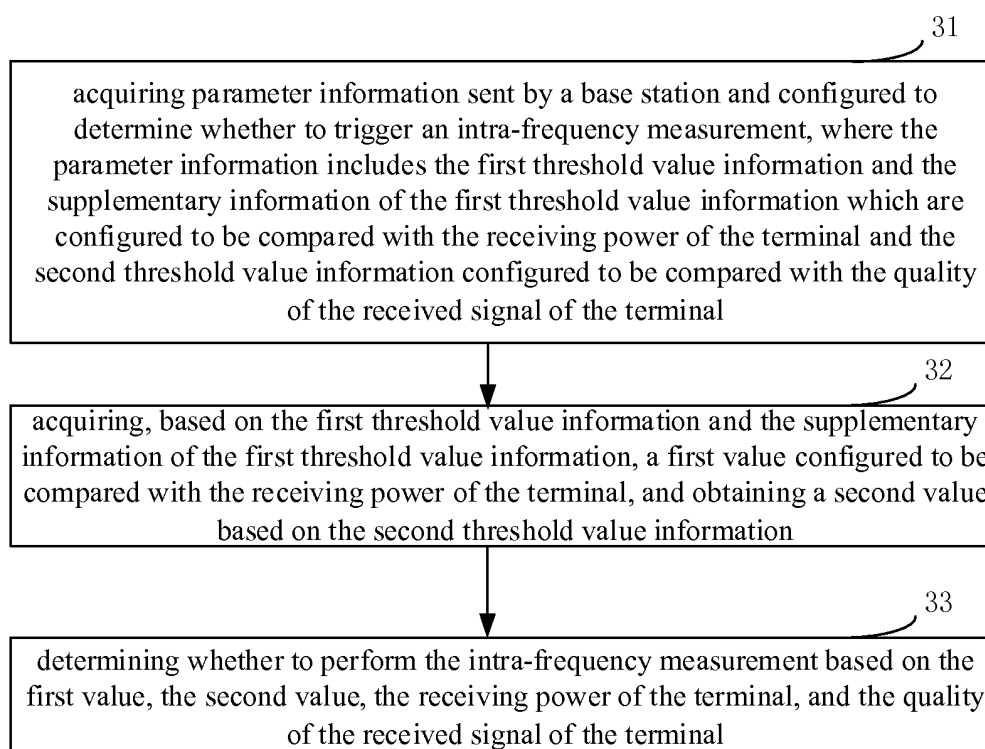 31
acquiring parameter information sent by a base station and configured to
determine whether to trigger an intra-frequency measurement, where the
parameter information includes the first threshold value information and the
supplementary information of the first threshold value information which are
configured to be compared with the receiving power of the terminal and the
second threshold value information configured to be compared with the quality
of the received signal of the terminal
32
acquiring, based on the first threshold value information and the supplementary
information of the first threshold value information, a first value configured to be
compared with the receiving power of the terminal, and obtaining a second value
based on the second threshold value information
33
determining whether to perform the intra-frequency measurement based on the
first value, the second value, the receiving power of the terminal, and the quality
of the received signal of the terminal